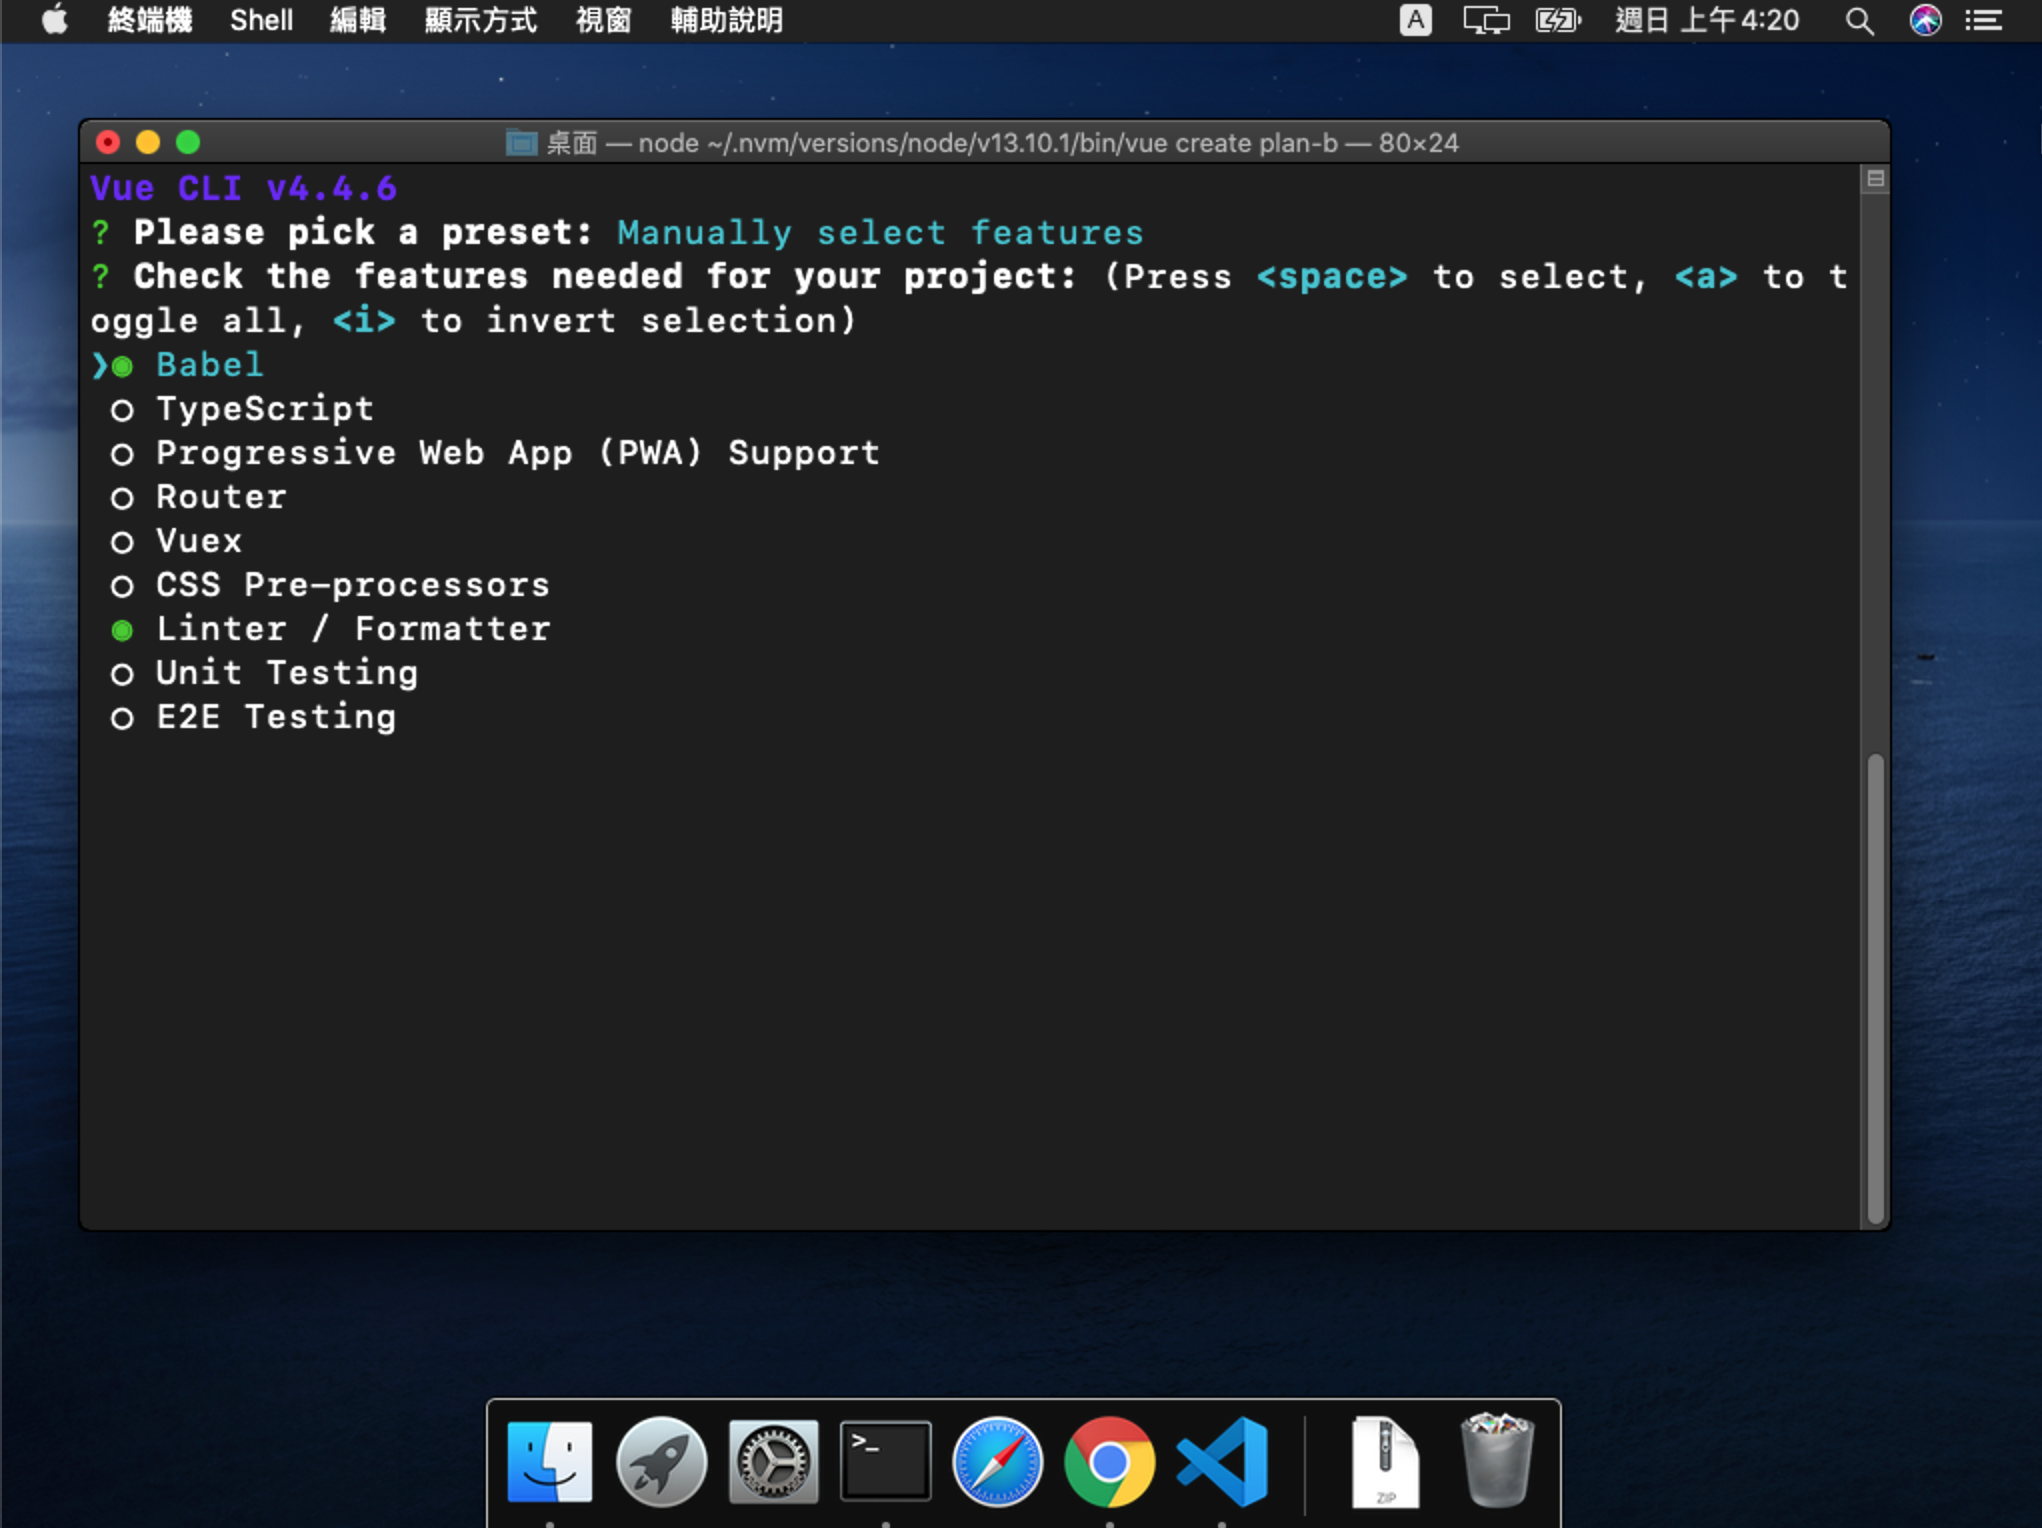 終端機 Shell 編輯 顯示方式 視窗 輔助說明 A 週日 上午4:20
桌面 — node ~/.nvm/versions/node/v13.10.1/bin/vue create plan-b — 80×24
Vue CLI v4.4.6
? Please pick a preset: Manually select features
? Check the features needed for your project: (Press <space> to select, <a> to t
oggle all, <i> to invert selection)
❯◉ Babel
◯ TypeScript
◯ Progressive Web App (PWA) Support
◯ Router
◯ Vuex
◯ CSS Pre-processors
◉ Linter / Formatter
◯ Unit Testing
◯ E2E Testing
>_
ZIP